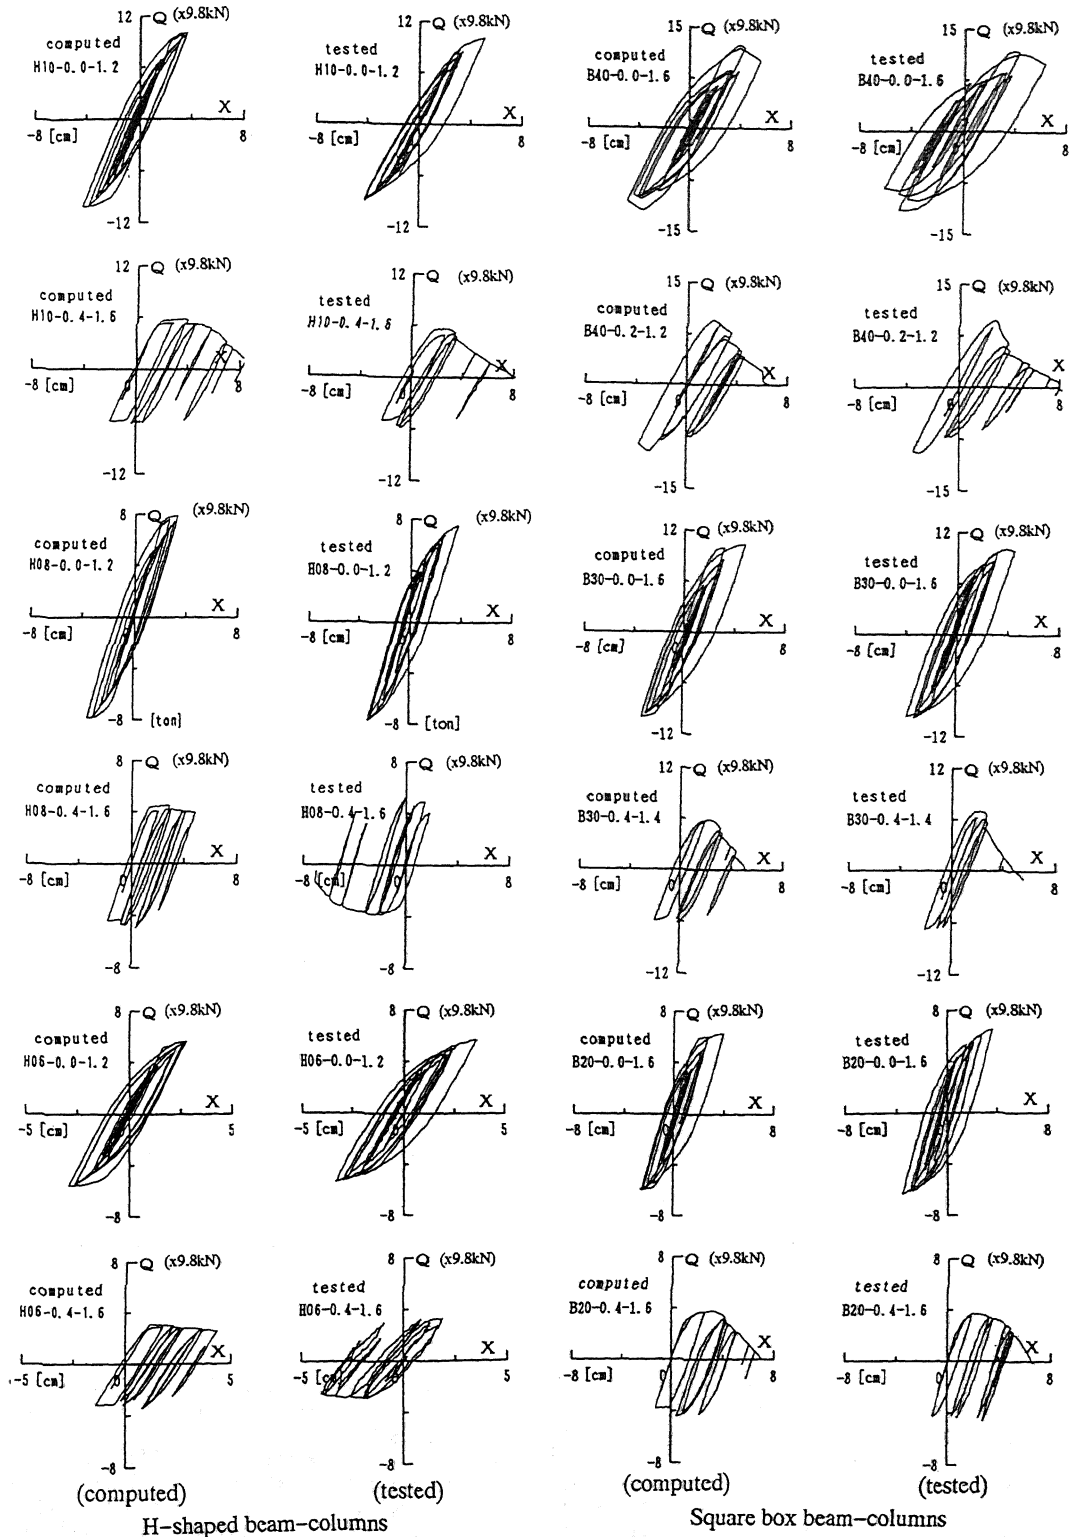 12 Q (x9.8kN)
computed
H10-0.0-1.2
X
-8 [cm]
8
-12
12 Q (x9.8kN)
tested
H10-0.0-1.2
X
-8 [cm]
8
-12
15 Q (x9.8kN)
computed
B40-0.0-1.6
X
-8 [cm]
8
-15
15 Q (x9.8kN)
tested
B40-0.0-1.6
X
-8 [cm]
8
-15
12 Q (x9.8kN)
computed
H10-0.4-1.6
X
-8 [cm]
0
8
-12
12 Q (x9.8kN)
tested
H10-0.4-1.6
X
-8 [cm]
0
8
-12
15 Q (x9.8kN)
computed
B40-0.2-1.2
X
-8 [cm]
0
8
-15
15 Q (x9.8kN)
tested
B40-0.2-1.2
X
-8 [cm]
0
8
-15
8 Q (x9.8kN)
computed
H08-0.0-1.2
X
-8 [cm]
8
-8 [ton]
8 Q (x9.8kN)
tested
H08-0.0-1.2
X
-8 [cm]
8
-8 [ton]
12 Q (x9.8kN)
computed
B30-0.0-1.6
X
-8 [cm]
8
-12
12 Q (x9.8kN)
tested
B30-0.0-1.6
X
-8 [cm]
8
-12
8 Q (x9.8kN)
computed
H08-0.4-1.6
X
-8 [cm]
0
8
-8
8 Q (x9.8kN)
tested
H08-0.4-1.6
X
-8 [cm]
0
8
-8
12 Q (x9.8kN)
computed
B30-0.4-1.4
X
-8 [cm]
0
8
-12
12 Q (x9.8kN)
tested
B30-0.4-1.4
X
-8 [cm]
0
8
-12
8 Q (x9.8kN)
computed
H06-0.0-1.2
X
-5 [cm]
5
-8
8 Q (x9.8kN)
tested
H06-0.0-1.2
X
-5 [cm]
0
5
-8
8 Q (x9.8kN)
computed
B20-0.0-1.6
X
-8 [cm]
0
8
-8
8 Q (x9.8kN)
tested
B20-0.0-1.6
X
-8 [cm]
8
-8
8 Q (x9.8kN)
computed
H06-0.4-1.6
X
-5 [cm]
0
5
-8
8 Q (x9.8kN)
tested
H06-0.4-1.6
X
-5 [cm]
5
-8
8 Q (x9.8kN)
computed
B20-0.4-1.6
X
-8 [cm]
0
8
-8
8 Q (x9.8kN)
tested
B20-0.4-1.6
X
-8 [cm]
0
8
-8
(computed)
(tested)
(computed)
(tested)
H-shaped beam-columns
Square box beam-columns